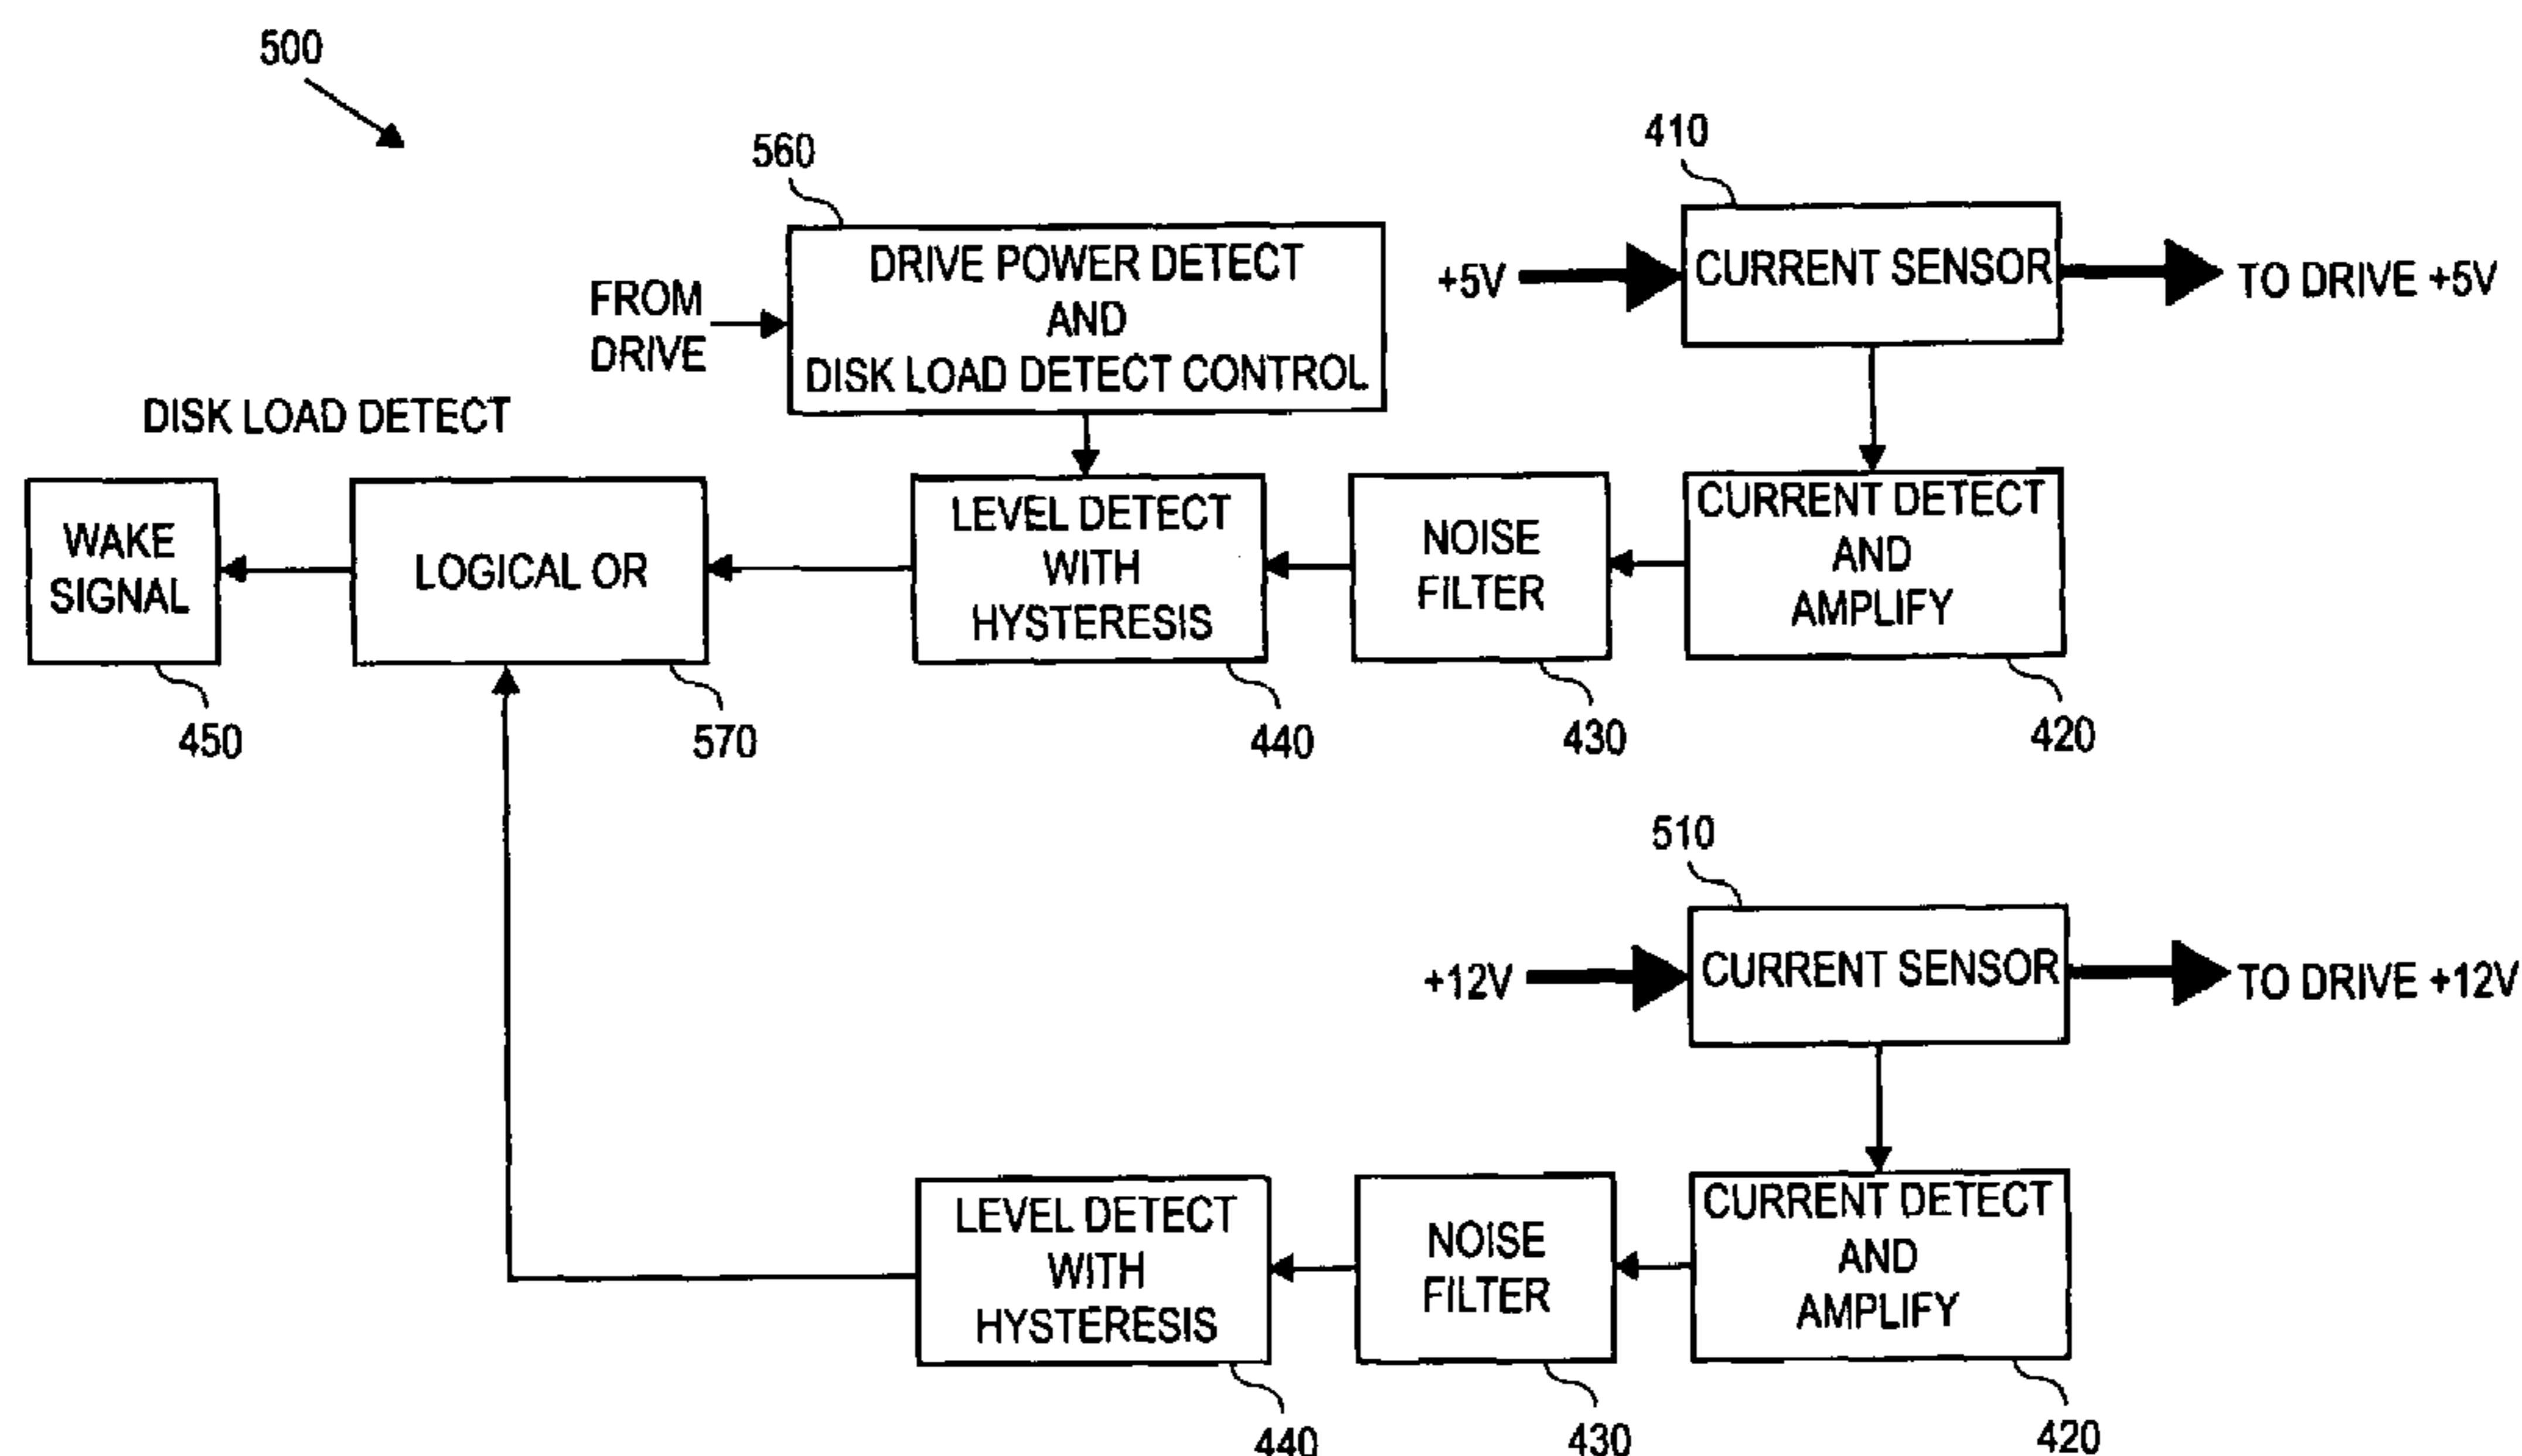 500
560
DRIVE POWER DETECT
AND
DISK LOAD DETECT CONTROL
FROM
DRIVE
410
+5V
CURRENT SENSOR
TO DRIVE +5V
DISK LOAD DETECT
WAKE
SIGNAL
450
LOGICAL OR
570
LEVEL DETECT
WITH
HYSTERESIS
440
NOISE
FILTER
430
CURRENT DETECT
AND
AMPLIFY
420
510
+12V
CURRENT SENSOR
TO DRIVE +12V
LEVEL DETECT
WITH
HYSTERESIS
440
NOISE
FILTER
430
CURRENT DETECT
AND
AMPLIFY
420